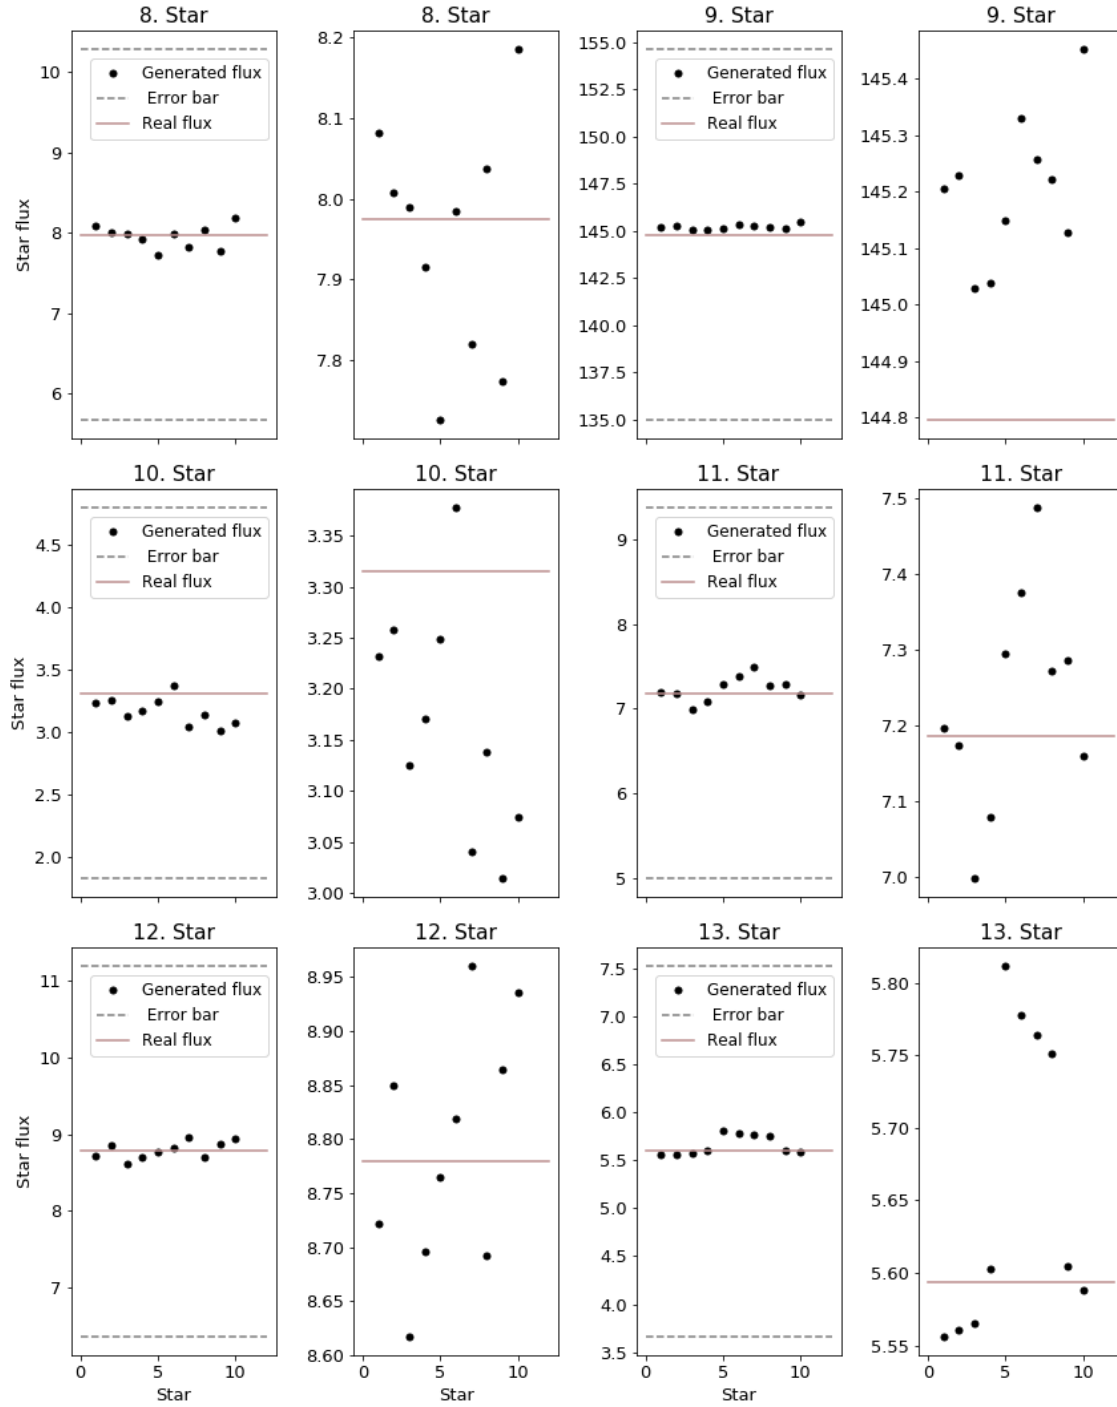 8. Star
8. Star
9. Star
9. Star
Star flux
10
9
8
7
6
Generated flux
Error bar
Real flux
8.2
8.1
8.0
7.9
7.8
155.0
152.5
150.0
147.5
145.0
142.5
140.0
137.5
135.0
Generated flux
Error bar
Real flux
145.4
145.3
145.2
145.1
145.0
144.9
144.8
10. Star
10. Star
11. Star
11. Star
Star flux
4.5
4.0
3.5
3.0
2.5
2.0
Generated flux
Error bar
Real flux
3.35
3.30
3.25
3.20
3.15
3.10
3.05
3.00
9
8
7
6
5
Generated flux
Error bar
Real flux
7.5
7.4
7.3
7.2
7.1
7.0
12. Star
12. Star
13. Star
13. Star
Star flux
11
10
9
8
7
Generated flux
Error bar
Real flux
0 5 10
Star
8.95
8.90
8.85
8.80
8.75
8.70
8.65
8.60
0 5 10
7.5
7.0
6.5
6.0
5.5
5.0
4.5
4.0
3.5
Generated flux
Error bar
Real flux
0 5 10
Star
5.80
5.75
5.70
5.65
5.60
5.55
0 5 10